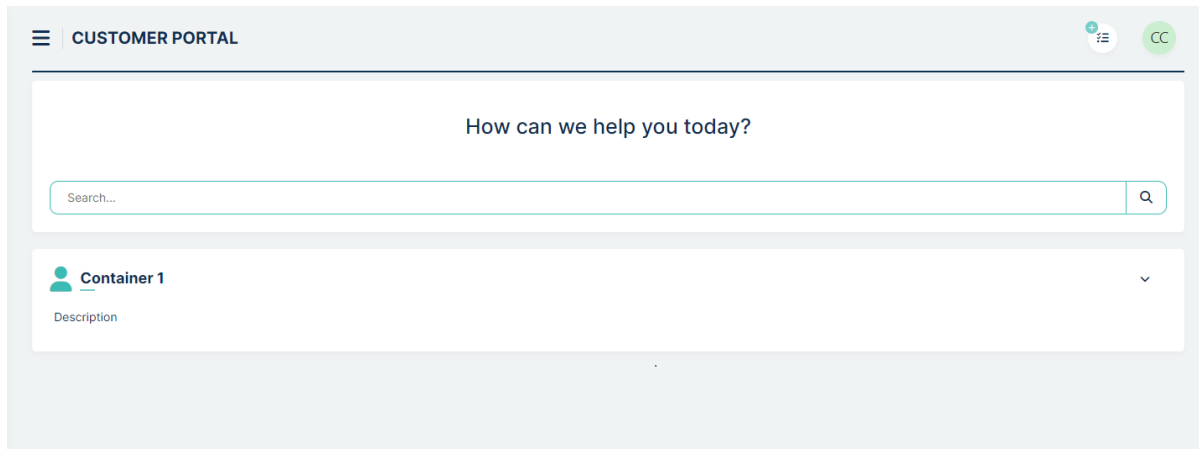 CUSTOMER PORTAL
CC
How can we help you today?
Search...
Container 1
Description